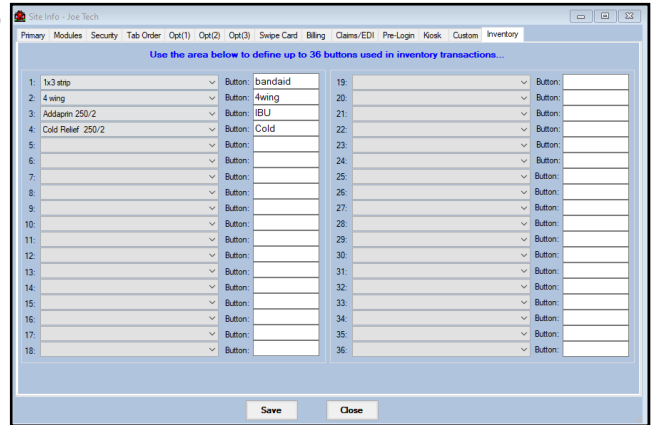 Site Info - Joe Tech
Primary Modules Security Tab Order Opt(1) Opt(2) Opt(3) Swipe Card Billing Claims/EDI Pre-Login Kiosk Custom Inventory
Use the area below to define up to 36 buttons used in inventory transactions...
1: 1x3 strip Button: bandaid
2: 4 wing Button: 4wing
3: Addaprin 250/2 Button: IBU
4: Cold Relief 250/2 Button: Cold
5: Button:
6: Button:
7: Button:
8: Button:
9: Button:
10: Button:
11: Button:
12: Button:
13: Button:
14: Button:
15: Button:
16: Button:
17: Button:
18: Button:
19: Button:
20: Button:
21: Button:
22: Button:
23: Button:
24: Button:
25: Button:
26: Button:
27: Button:
28: Button:
29: Button:
30: Button:
31: Button:
32: Button:
33: Button:
34: Button:
35: Button:
36: Button:
Save Close